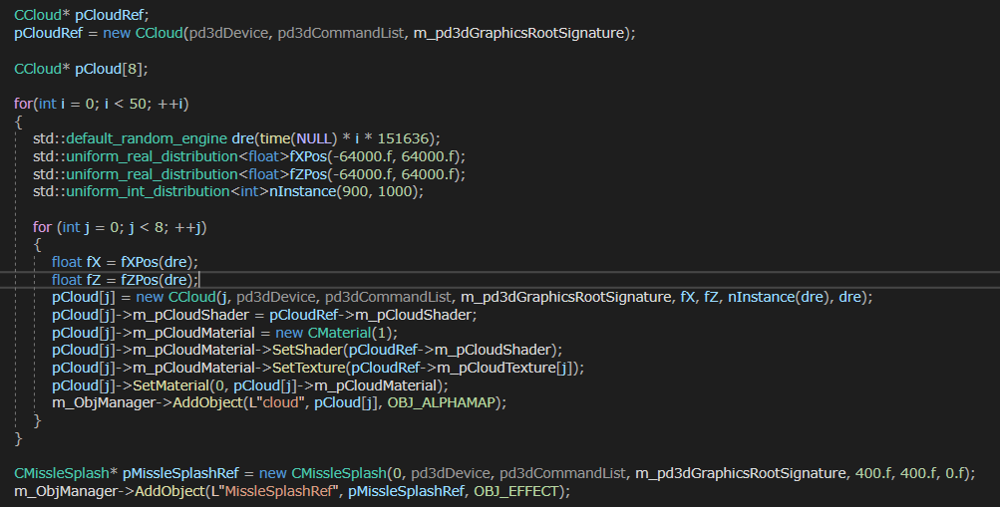 CCloud* pCloudRef;
pCloudRef = new CCloud(pd3dDevice, pd3dCommandList, m_pd3dGraphicsRootSignature);
CCloud* pCloud[8];
for(int i = 0; i < 50; ++i)
{
std::default_random_engine dre(time(NULL) * i * 151636);
std::uniform_real_distribution<float>fXPos(-64000.f, 64000.f);
std::uniform_real_distribution<float>fZPos(-64000.f, 64000.f);
std::uniform_int_distribution<int>nInstance(900, 1000);
for (int j = 0; j < 8; ++j)
{
float fX = fXPos(dre);
float fZ = fZPos(dre);
pCloud[j] = new CCloud(j, pd3dDevice, pd3dCommandList, m_pd3dGraphicsRootSignature, fX, fZ, nInstance(dre), dre);
pCloud[j]->m_pCloudShader = pCloudRef->m_pCloudShader;
pCloud[j]->m_pCloudMaterial = new CMaterial(1);
pCloud[j]->m_pCloudMaterial->SetShader(pCloudRef->m_pCloudShader);
pCloud[j]->m_pCloudMaterial->SetTexture(pCloudRef->m_pCloudTexture[j]);
pCloud[j]->SetMaterial(0, pCloud[j]->m_pCloudMaterial);
m_ObjManager->AddObject(L"cloud", pCloud[j], OBJ_ALPHAMAP);
}
}
CMissleSplash* pMissleSplashRef = new CMissleSplash(0, pd3dDevice, pd3dCommandList, m_pd3dGraphicsRootSignature, 400.f, 400.f, 0.f);
m_ObjManager->AddObject(L"MissleSplashRef", pMissleSplashRef, OBJ_EFFECT);